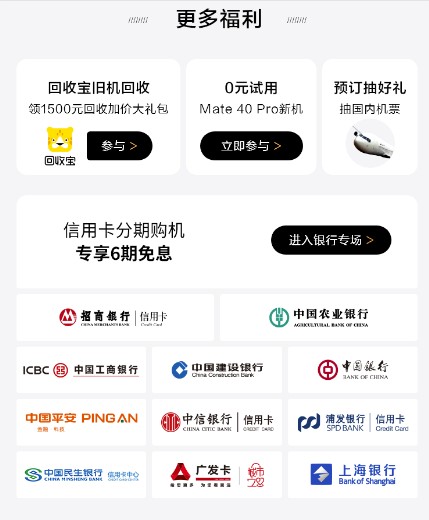 更多福利
回收宝旧机回收
领1500元回收加价大礼包
回收宝
参与 >
0元试用
Mate 40 Pro新机
立即参与 >
预订抽好礼
抽国内机票
信用卡分期购机
专享6期免息
进入银行专场 >
招商银行 信用卡
CHINA MERCHANTS BANK Credit Card
中国农业银行
AGRICULTURAL BANK OF CHINA
ICBC 中国工商银行
中国建设银行
China Construction Bank
中国银行
BANK OF CHINA
中国平安 PING AN
金融·科技
中信银行 信用卡
CHINA CITIC BANK CREDIT CARD
浦发银行 信用卡
SPD BANK Credit Card
中国民生银行 信用卡中心
CHINA MINSHENG BANK CREDIT CARD CENTER
广发卡
上海银行
Bank of Shanghai